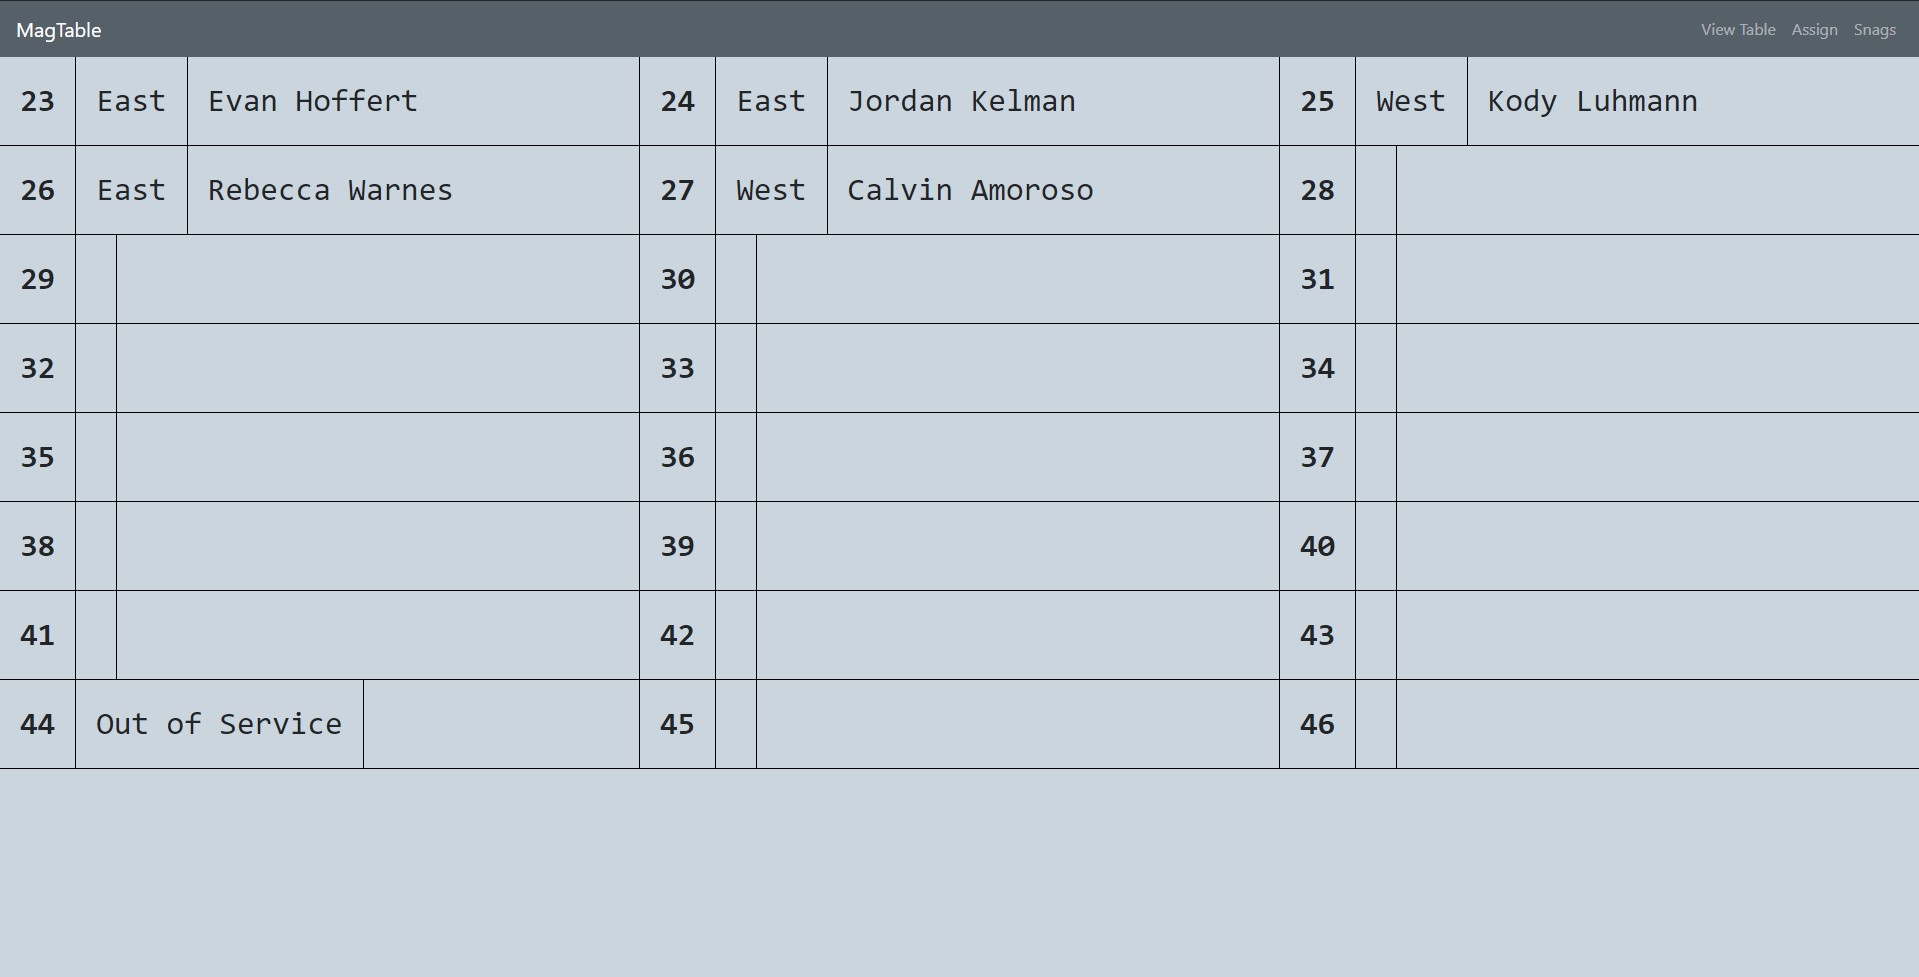 MagTable View Table Assign Snags
23 East Evan Hoffert 24 East Jordan Kelman 25 West Kody Luhmann
26 East Rebecca Warnes 27 West Calvin Amoroso 28
29 30 31
32 33 34
35 36 37
38 39 40
41 42 43
44 Out of Service 45 46